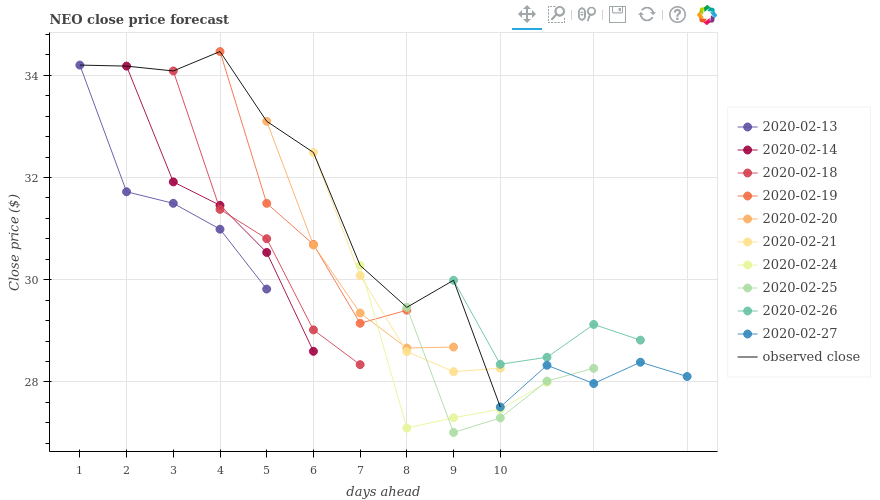 NEO close price forecast
34
32
30
28
Close price ($)
1 2 3 4 5 6 7 8 9 10
days ahead
2020-02-13
2020-02-14
2020-02-18
2020-02-19
2020-02-20
2020-02-21
2020-02-24
2020-02-25
2020-02-26
2020-02-27
observed close